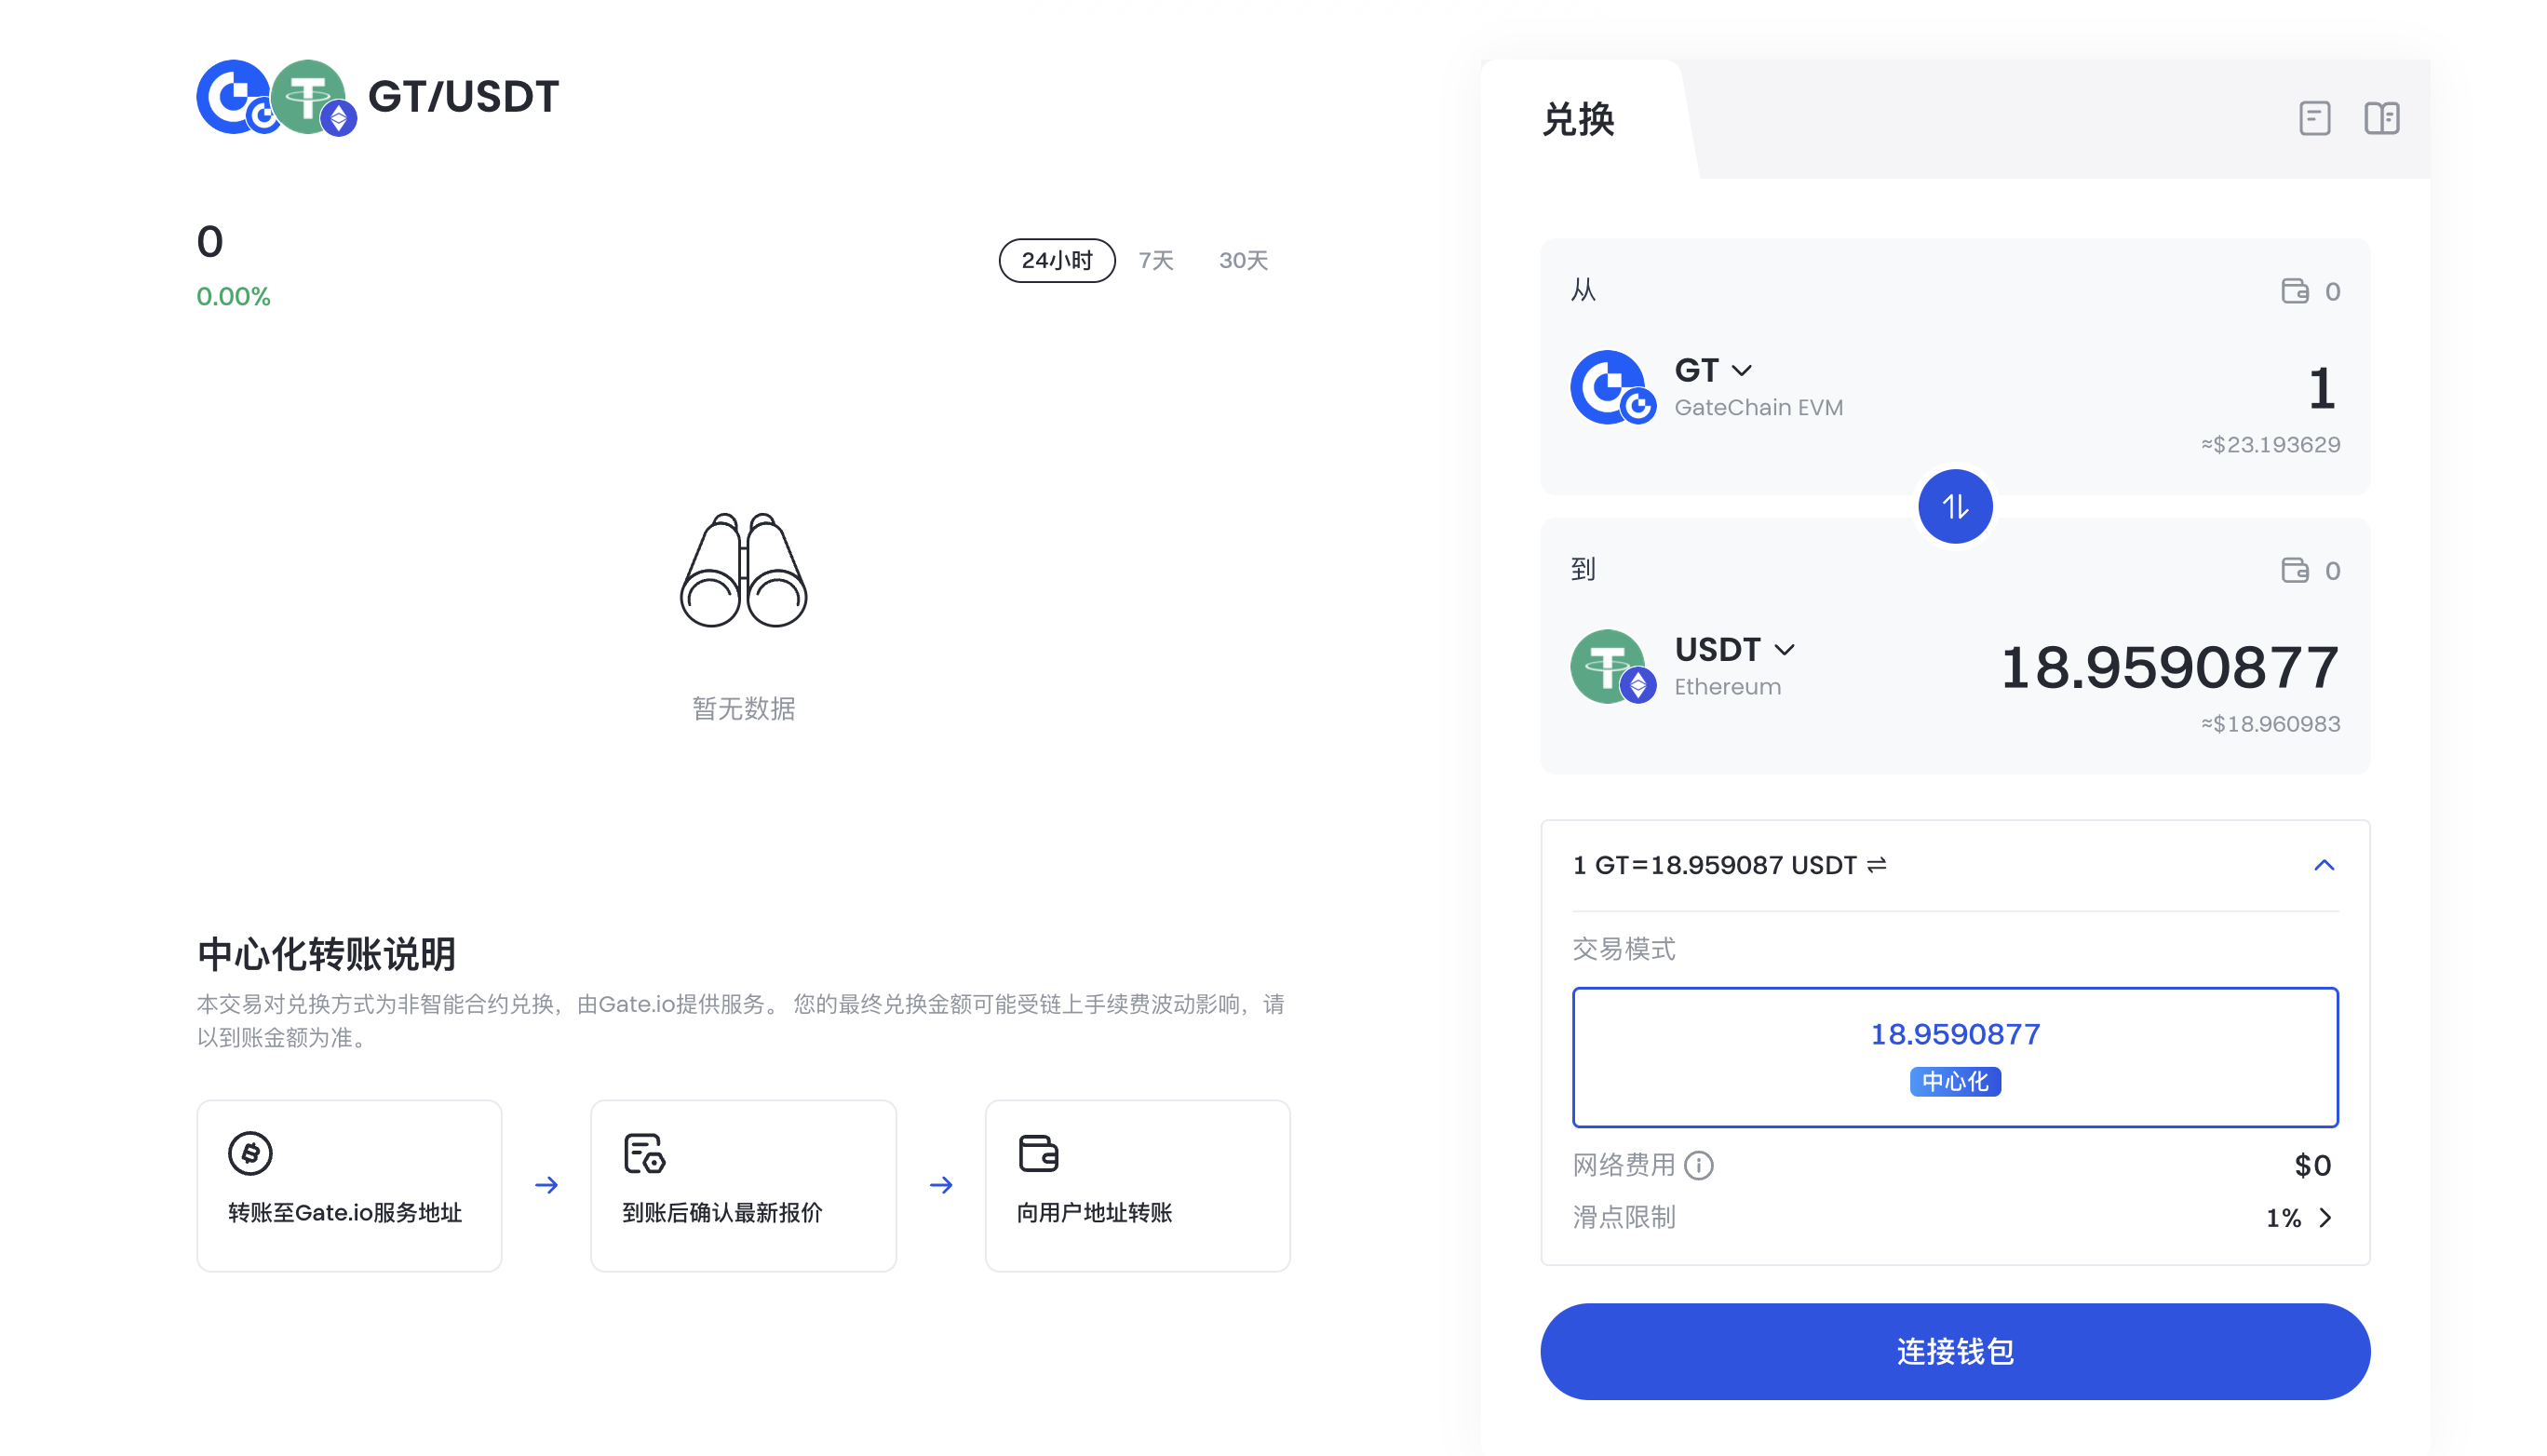 GT/USDT
0
0.00%
24小时 7天 30天
暂无数据
中心化转账说明
本交易对兑换方式为非智能合约兑换，由Gate.io提供服务。 您的最终兑换金额可能受链上手续费波动影响，请
以到账金额为准。
转账至Gate.io服务地址
到账后确认最新报价
向用户地址转账
兑换
从
0
GT
GateChain EVM
1
≈$23.193629
到
0
USDT
Ethereum
18.9590877
≈$18.960983
1 GT=18.959087 USDT ⇌
交易模式
18.9590877
中心化
网络费用
$0
滑点限制
1%
连接钱包